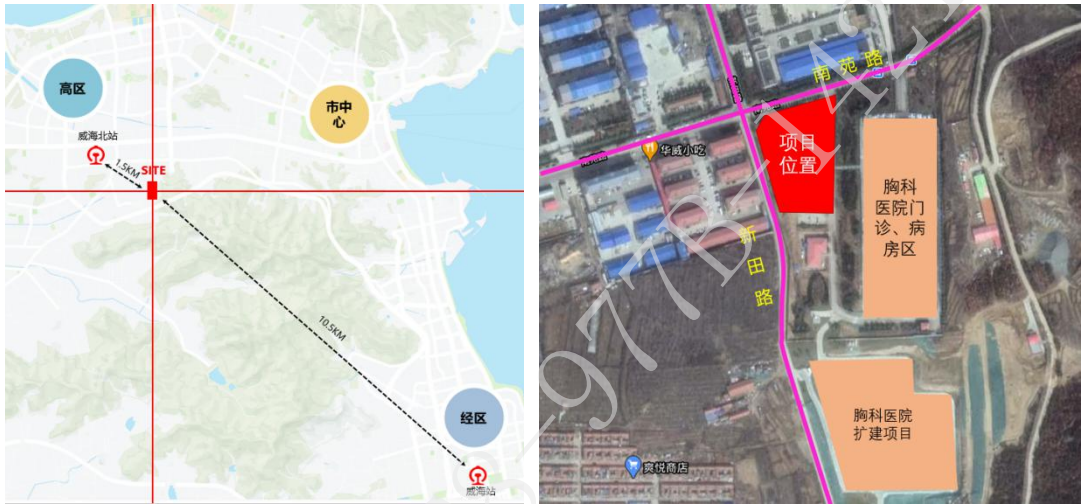 高区
市中
心
威海北站
1.5KM
SITE
10.5KM
经区
威海站
南苑路
华威小吃
项目
位置
胸科
医院门
诊、病
房区
新
田
路
胸科医院
扩建项目
爽悦商店